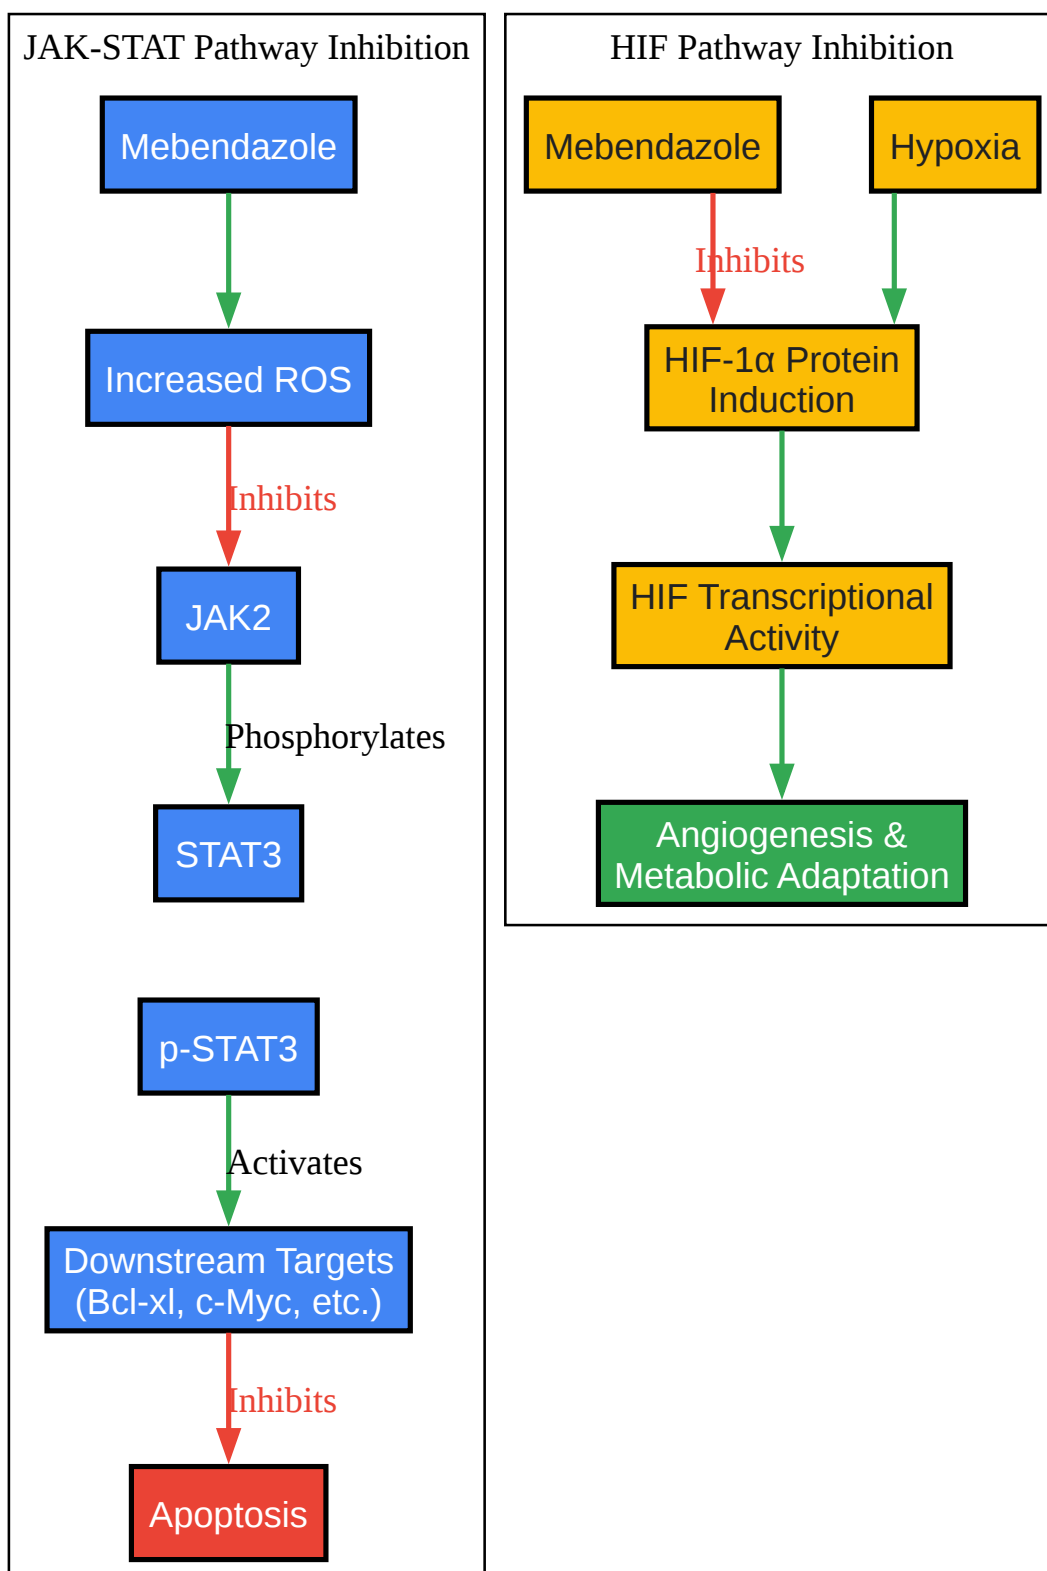 JAK-STAT Pathway Inhibition
Mebendazole
Increased ROS
Inhibits
JAK2
Phosphorylates
STAT3
p-STAT3
Activates
Downstream Targets
(Bcl-xl, c-Myc, etc.)
Inhibits
Apoptosis
HIF Pathway Inhibition
Mebendazole
Hypoxia
Inhibits
HIF-1α Protein
Induction
HIF Transcriptional
Activity
Angiogenesis &
Metabolic Adaptation